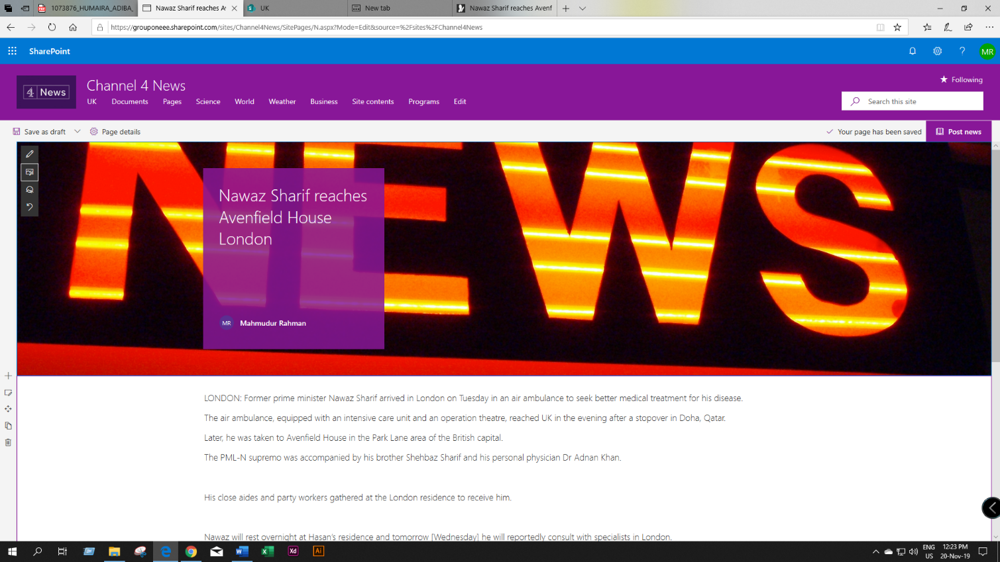 1073876_HUMAIRA_ADIBA_
Nawaz Sharif reaches Av
UK
New tab
Nawaz Sharif reaches Avenf
https://grouponeee.sharepoint.com/sites/Channel4News/SitePages/N.aspx?Mode=Edit&source=%2Fsites%2FChannel4News
SharePoint
MR
4 News
Channel 4 News
Following
UK Documents Pages Science World Weather Business Site contents Programs Edit
Search this site
Save as draft
Page details
Your page has been saved
Post news
NEWS
Nawaz Sharif reaches
Avenfield House
London
MR Mahmudur Rahman
LONDON: Former prime minister Nawaz Sharif arrived in London on Tuesday in an air ambulance to seek better medical treatment for his disease.
The air ambulance, equipped with an intensive care unit and an operation theatre, reached UK in the evening after a stopover in Doha, Qatar.
Later, he was taken to Avenfield House in the Park Lane area of the British capital.
The PML-N supremo was accompanied by his brother Shehbaz Sharif and his personal physician Dr Adnan Khan.
His close aides and party workers gathered at the London residence to receive him.
Nawaz will rest overnight at Hasan's residence and tomorrow [Wednesday] he will reportedly consult with specialists in London.
Xd
Ai
ENG
US
12:23 PM
20-Nov-19